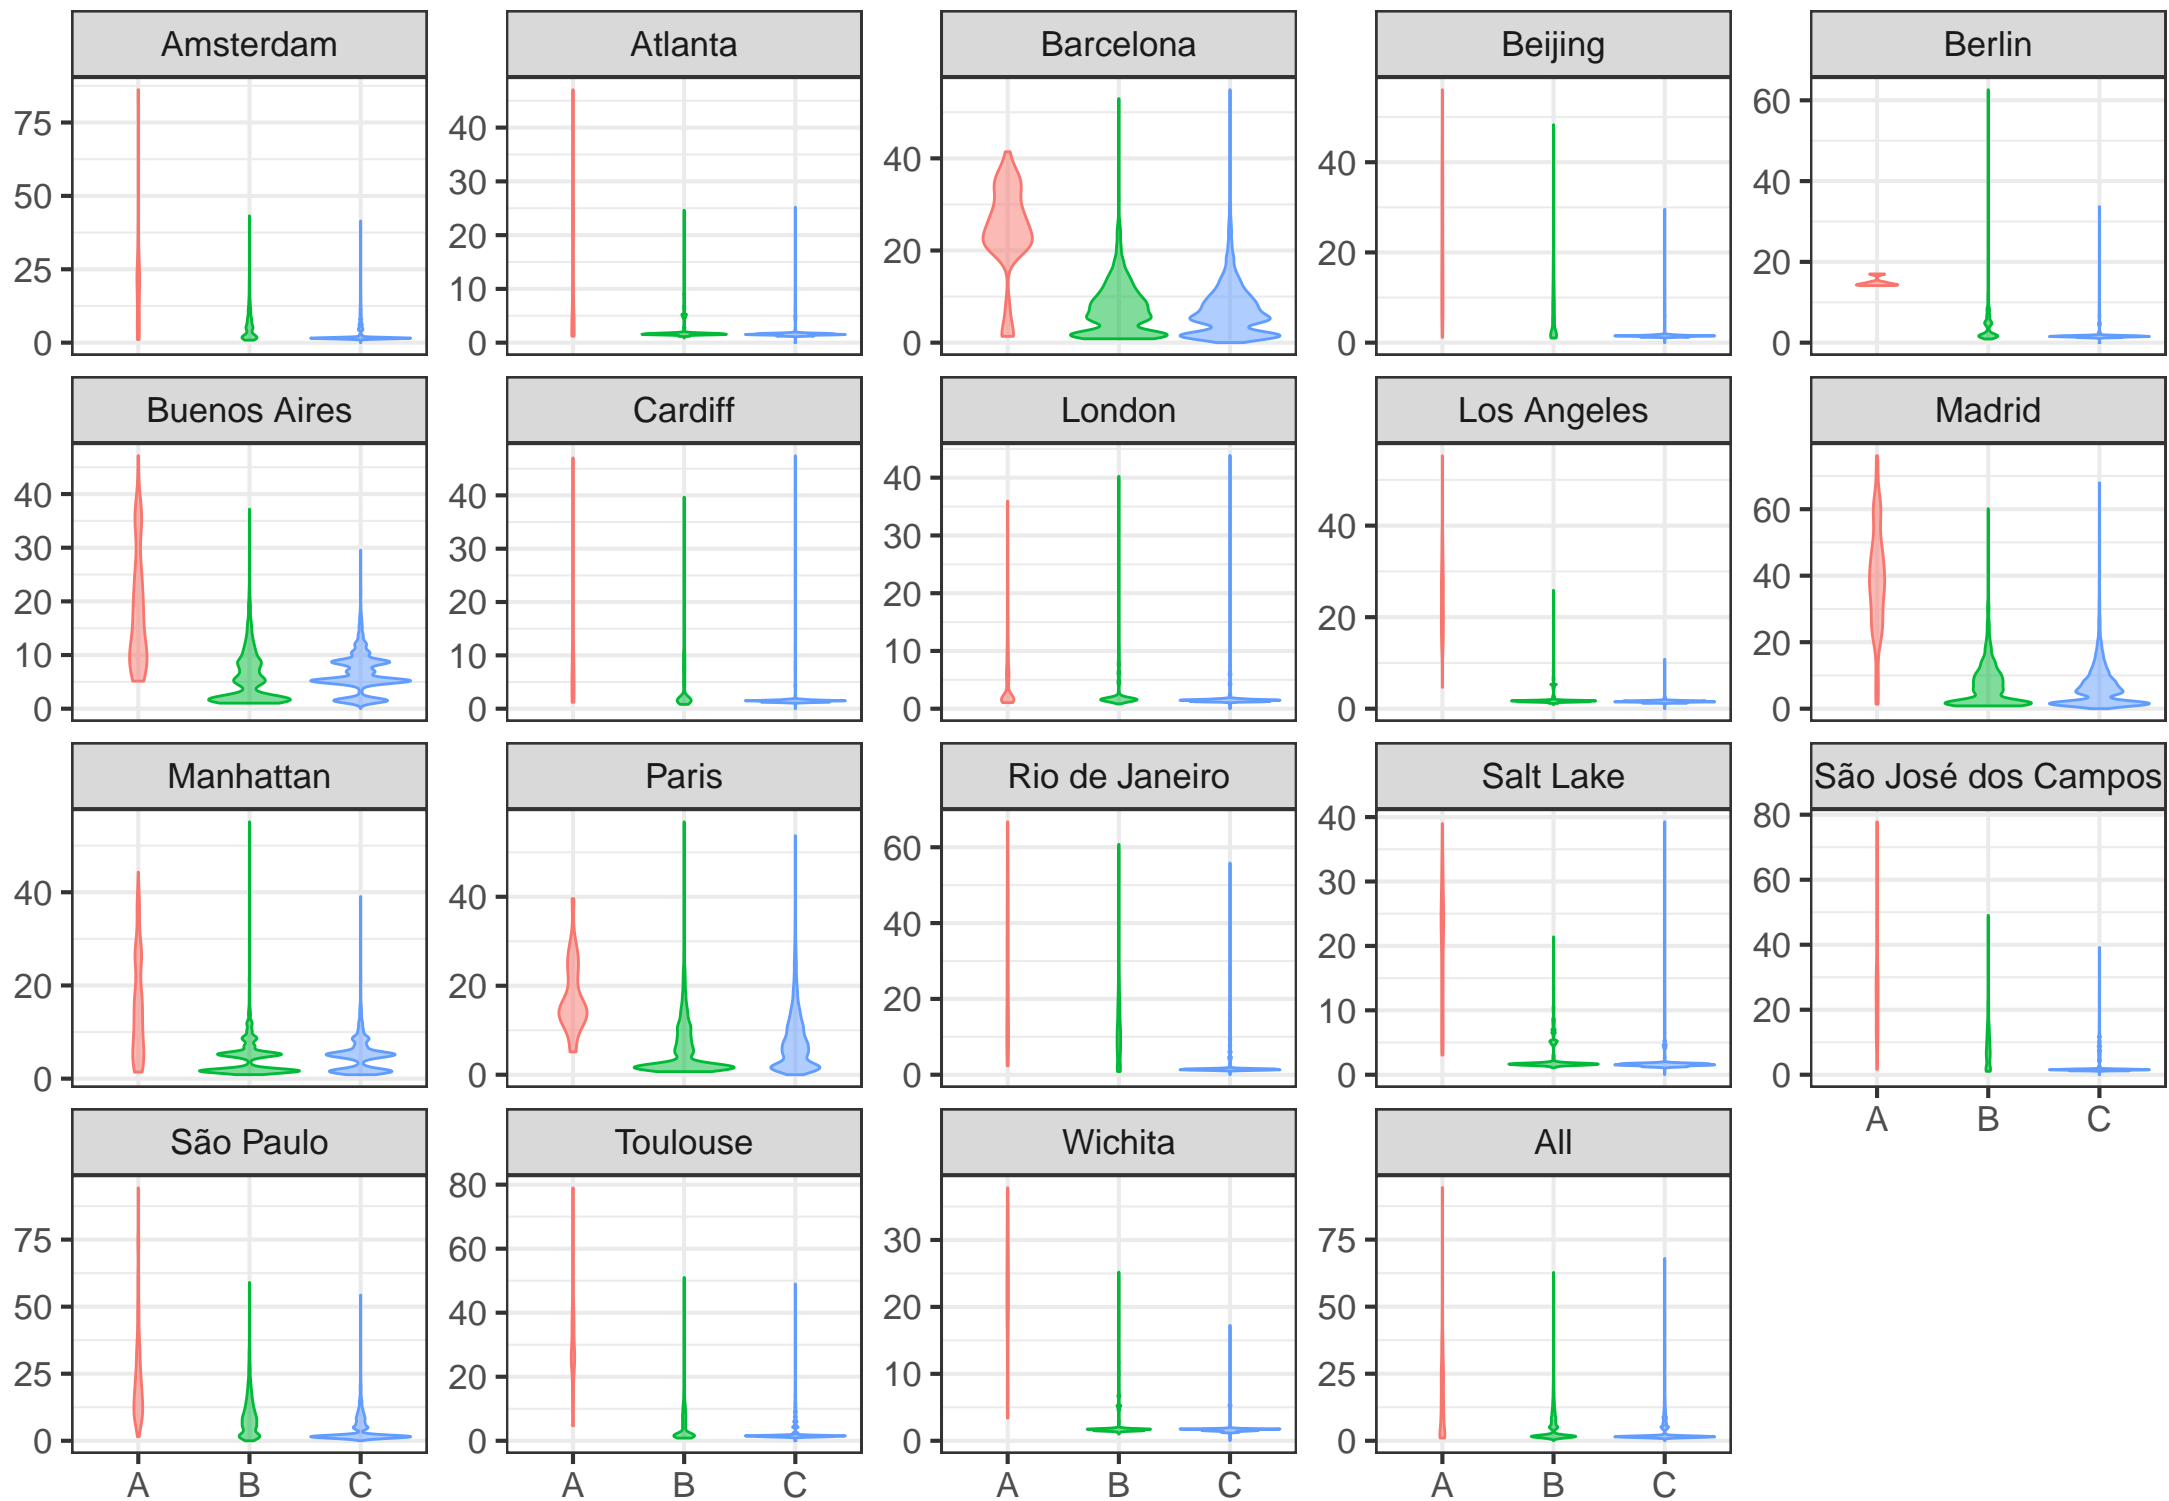 Amsterdam Atlanta Barcelona Beijing Berlin
75 50 25 0
40 30 20 10 0
40 20 0
40 20 0
60 40 20 0
Buenos Aires Cardiff London Los Angeles Madrid
40 30 20 10 0
40 30 20 10 0
40 30 20 10 0
40 20 0
60 40 20 0
Manhattan Paris Rio de Janeiro Salt Lake São José dos Campos
40 20 0
40 20 0
60 40 20 0
40 30 20 10 0
80 60 40 20 0
A B C
São Paulo Toulouse Wichita All
75 50 25 0
80 60 40 20 0
30 20 10 0
75 50 25 0
A B C A B C A B C A B C